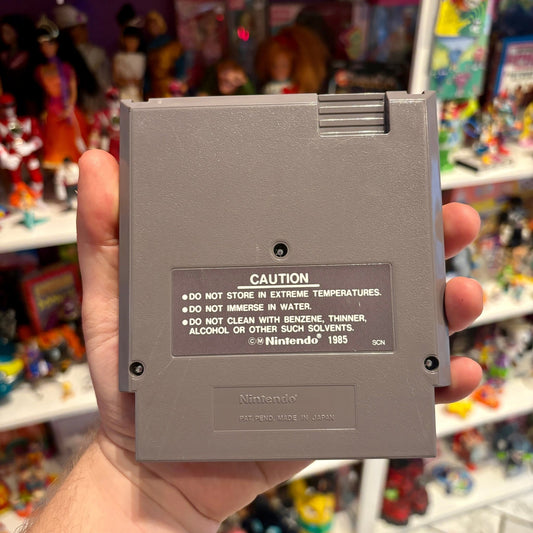 CAUTION
● DO NOT STORE IN EXTREME TEMPERATURES.
● DO NOT IMMERSE IN WATER.
● DO NOT CLEAN WITH BENZENE, THINNER,
ALCOHOL OR OTHER SUCH SOLVENTS.
©Ⓜ Nintendo® 1985 SCN
Nintendo®
PAT. PEND. MADE IN JAPAN